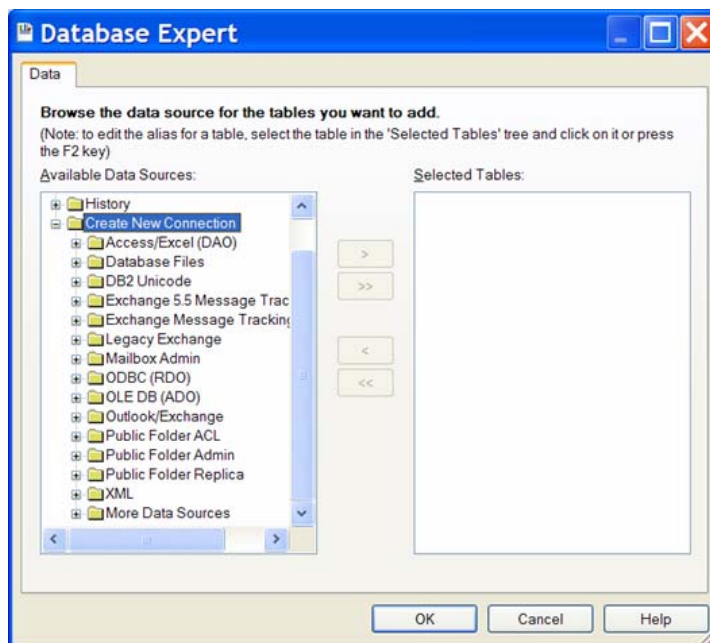 Database Expert
Data
Browse the data source for the tables you want to add.
(Note: to edit the alias for a table, select the table in the 'Selected Tables' tree and click on it or press
the F2 key)
Available Data Sources:
Selected Tables:
History
Create New Connection
Access/Excel (DAO)
Database Files
DB2 Unicode
Exchange 5.5 Message Trac
Exchange Message Tracking
Legacy Exchange
Mailbox Admin
ODBC (RDO)
OLE DB (ADO)
Outlook/Exchange
Public Folder ACL
Public Folder Admin
Public Folder Replica
XML
More Data Sources
>
>>
<
<<
OK
Cancel
Help